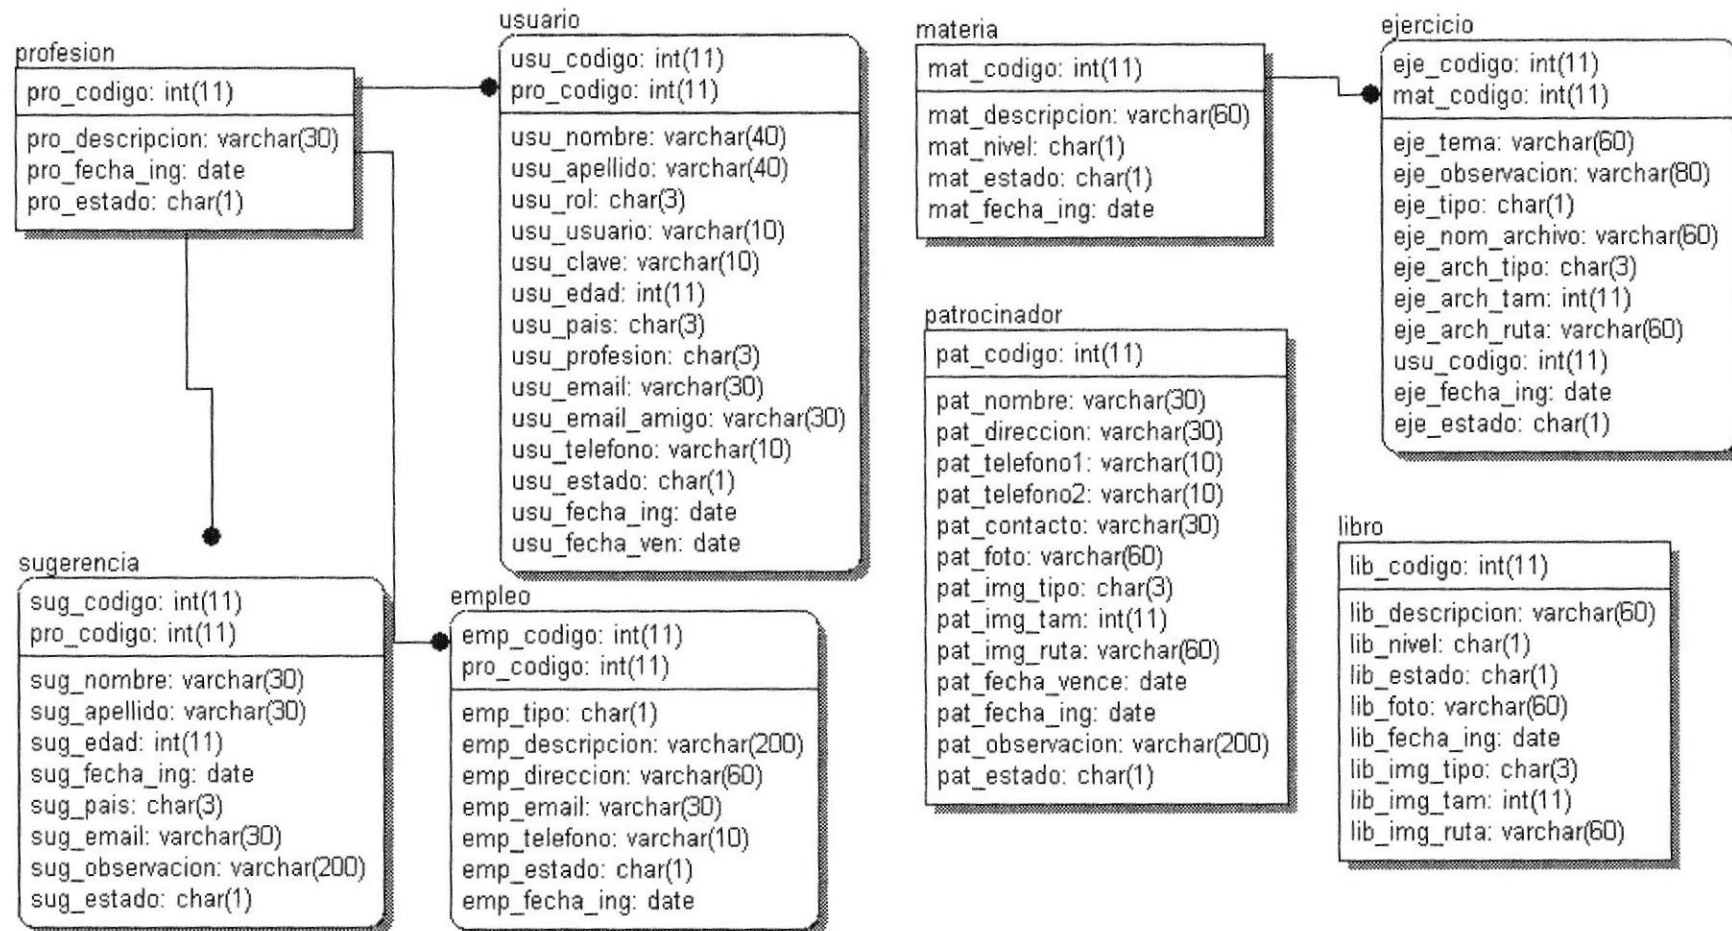 profesion
pro_codigo: int(11)
pro_descripcion: varchar(30)
pro_fecha_ing: date
pro_estado: char(1)
usuario
usu_codigo: int(11)
pro_codigo: int(11)
usu_nombre: varchar(40)
usu_apellido: varchar(40)
usu_rol: char(3)
usu_usuario: varchar(10)
usu_clave: varchar(10)
usu_edad: int(11)
usu_pais: char(3)
usu_profesion: char(3)
usu_email: varchar(30)
usu_email_amigo: varchar(30)
usu_telefono: varchar(10)
usu_estado: char(1)
usu_fecha_ing: date
usu_fecha_ven: date
materia
mat_codigo: int(11)
mat_descripcion: varchar(60)
mat_nivel: char(1)
mat_estado: char(1)
mat_fecha_ing: date
ejercicio
eje_codigo: int(11)
mat_codigo: int(11)
eje_tema: varchar(60)
eje_observacion: varchar(80)
eje_tipo: char(1)
eje_nom_archivo: varchar(60)
eje_arch_tipo: char(3)
eje_arch_tam: int(11)
eje_arch_ruta: varchar(60)
usu_codigo: int(11)
eje_fecha_ing: date
eje_estado: char(1)
sugerencia
sug_codigo: int(11)
pro_codigo: int(11)
sug_nombre: varchar(30)
sug_apellido: varchar(30)
sug_edad: int(11)
sug_fecha_ing: date
sug_pais: char(3)
sug_email: varchar(30)
sug_observacion: varchar(200)
sug_estado: char(1)
empleo
emp_codigo: int(11)
pro_codigo: int(11)
emp_tipo: char(1)
emp_descripcion: varchar(200)
emp_direccion: varchar(60)
emp_email: varchar(30)
emp_telefono: varchar(10)
emp_estado: char(1)
emp_fecha_ing: date
patrocinador
pat_codigo: int(11)
pat_nombre: varchar(30)
pat_direccion: varchar(30)
pat_telefono1: varchar(10)
pat_telefono2: varchar(10)
pat_contacto: varchar(30)
pat_foto: varchar(60)
pat_img_tipo: char(3)
pat_img_tam: int(11)
pat_img_ruta: varchar(60)
pat_fecha_vence: date
pat_fecha_ing: date
pat_observacion: varchar(200)
pat_estado: char(1)
libro
lib_codigo: int(11)
lib_descripcion: varchar(60)
lib_nivel: char(1)
lib_estado: char(1)
lib_foto: varchar(60)
lib_fecha_ing: date
lib_img_tipo: char(3)
lib_img_tam: int(11)
lib_img_ruta: varchar(60)